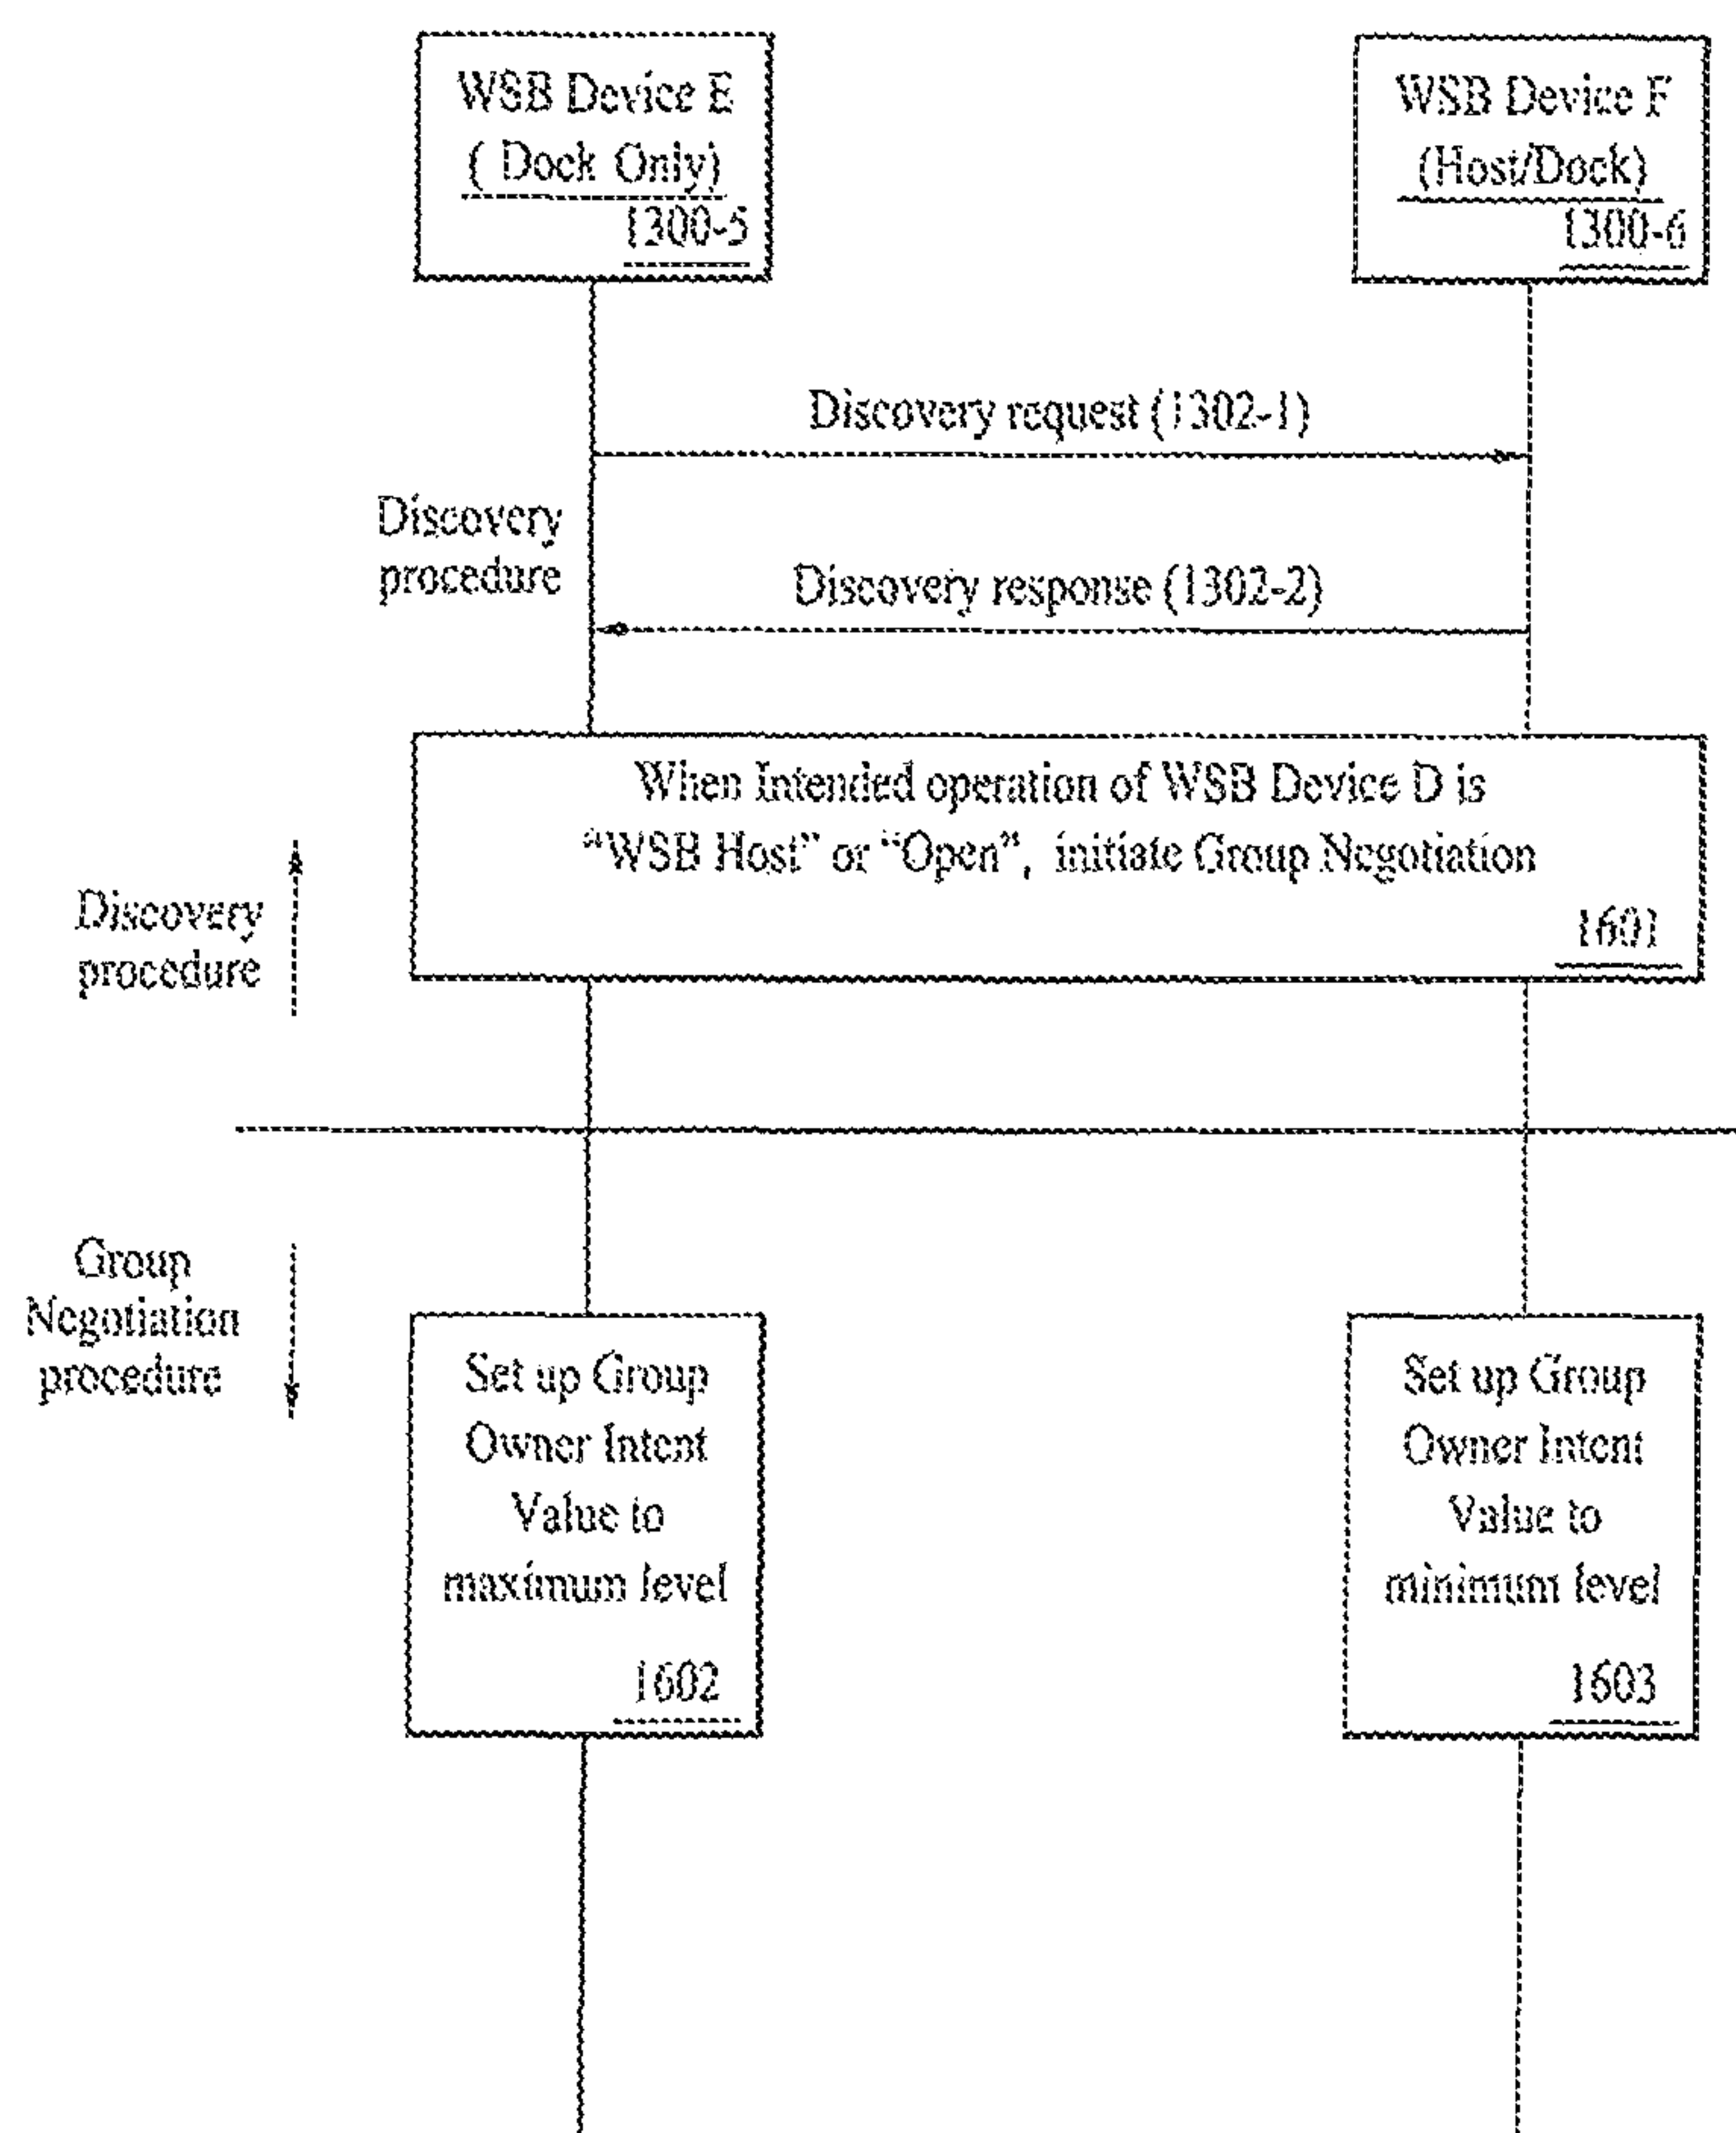 WSB Device E
( Dock Only)
1300-5
WSB Device F
(Host/Dock)
1300-6
Discovery request (1302-1)
Discovery
procedure
Discovery response (1302-2)
When Intended operation of WSB Device D is
“WSB Host” or “Open”, initiate Group Negotiation
1601
Discovery
procedure
Group
Negotiation
procedure
Set up Group
Owner Intent
Value to
maximum level
1602
Set up Group
Owner Intent
Value to
minimum level
1603